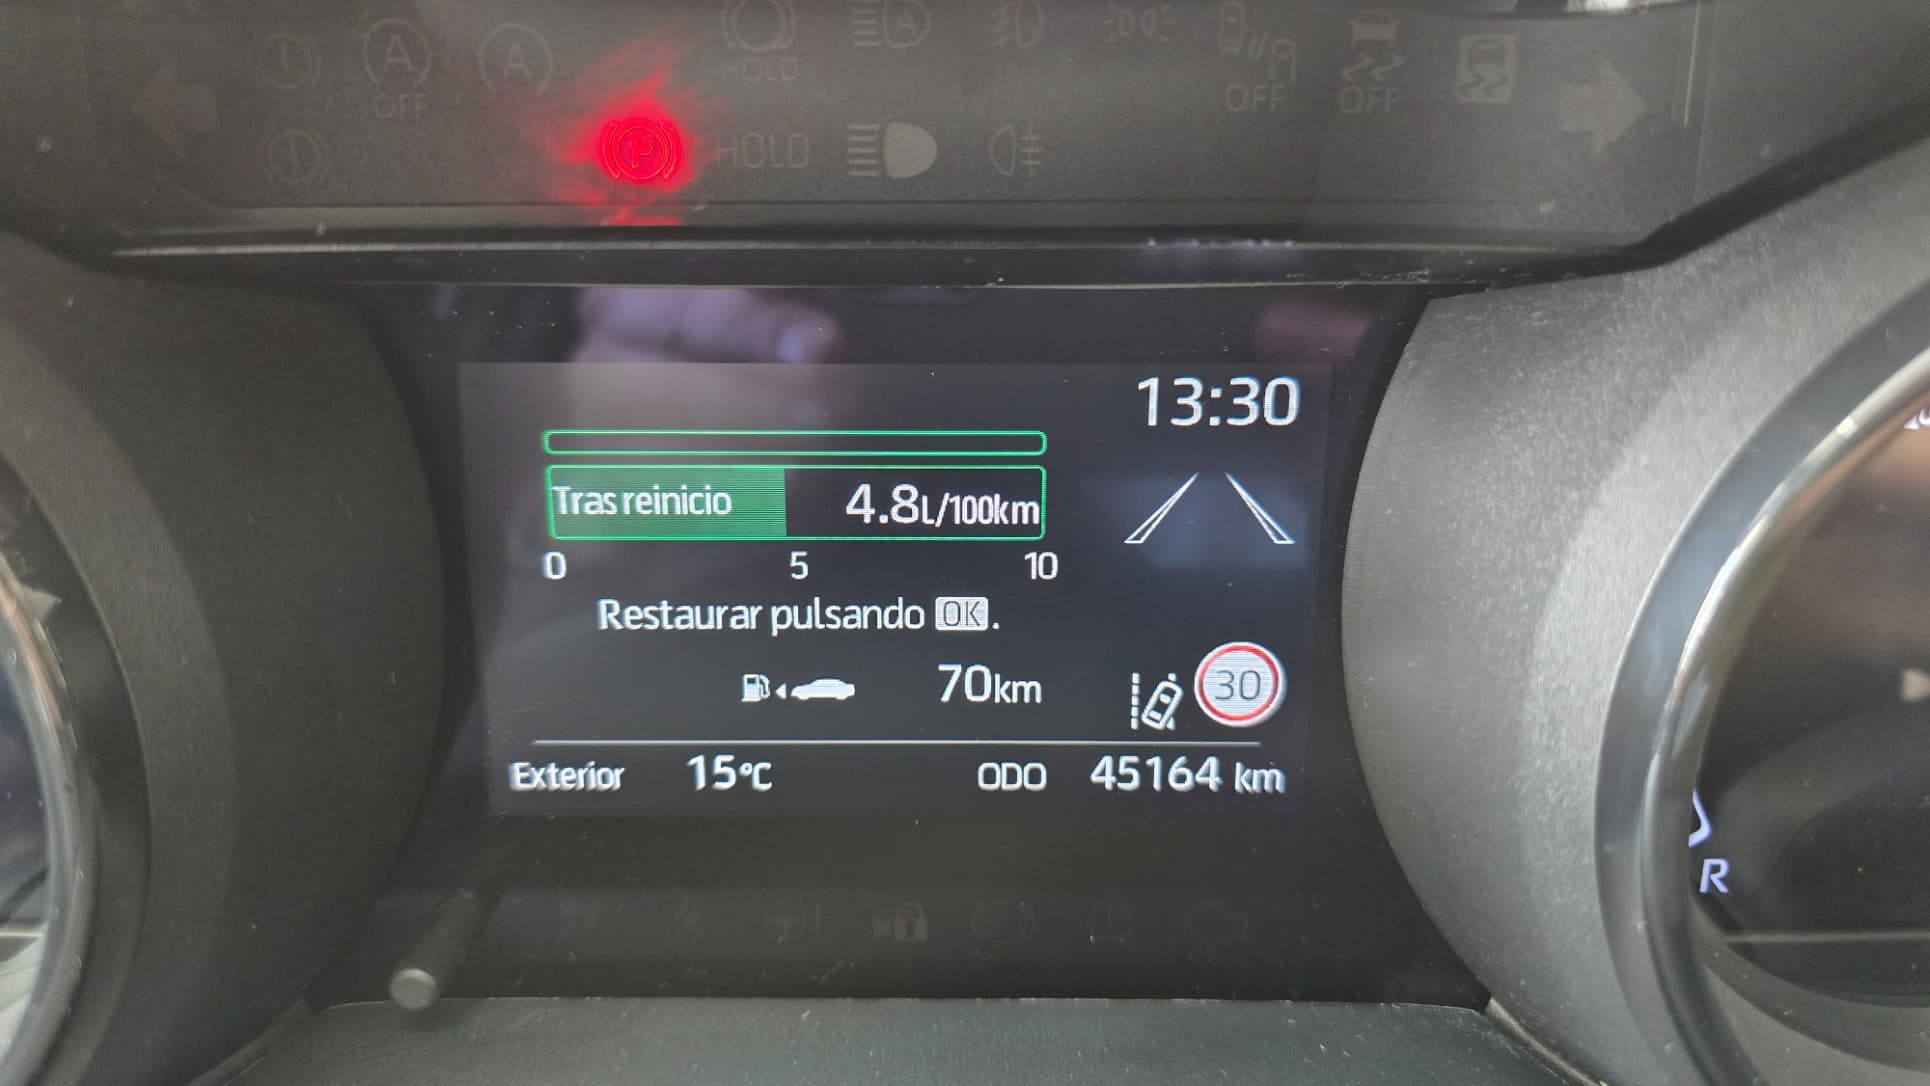 A
OFF
A
HOLD
A
OFF
OFF
P
HOLD
13:30
Tras reinicio 4.8L/100km
0 5 10
Restaurar pulsando OK.
70km
30
Exterior 15°C ODO 45164 km
R